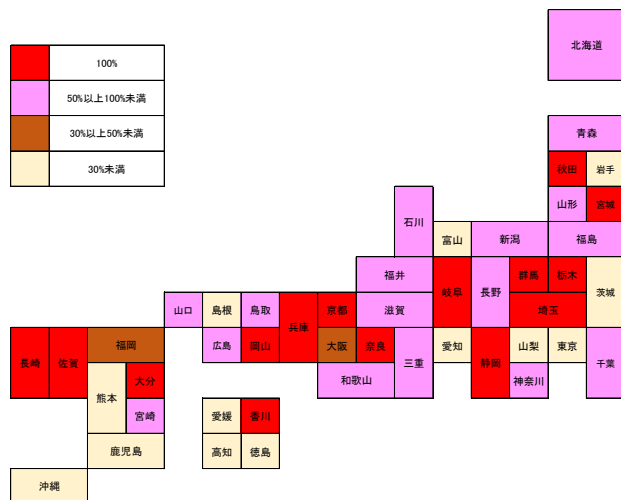 北海道
100%
50%以上100%未満
30%以上50%未満
30%未満
青森
秋田 岩手
山形 宮城
石川
富山 新潟 福島
福井 岐阜 長野 群馬 栃木 茨城
山口 島根 鳥取 兵庫 京都 滋賀 埼玉
広島 岡山 大阪 奈良 三重 愛知 静岡 山梨 東京 千葉
長崎 佐賀 福岡
和歌山 神奈川
熊本 大分
宮崎 愛媛 香川
鹿児島 高知 徳島
沖縄